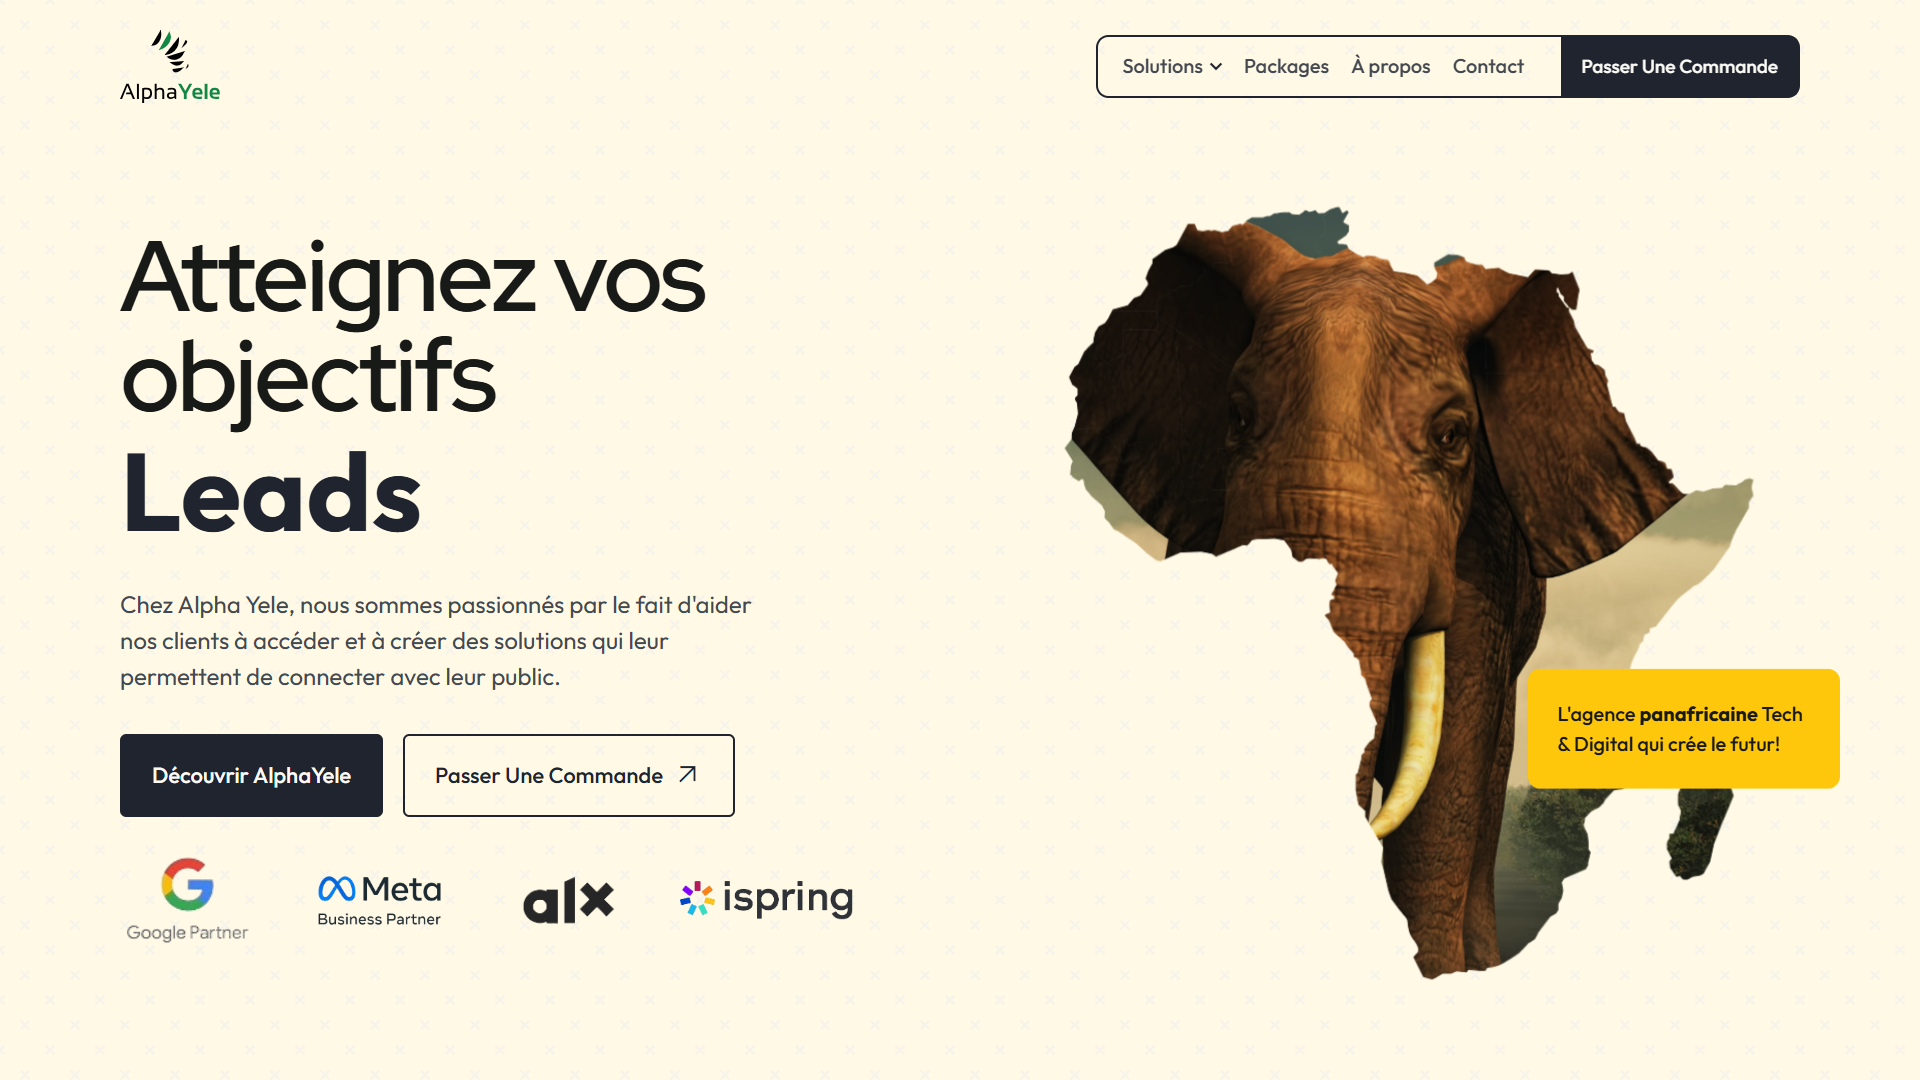 AlphaYele
Solutions
Packages
À propos
Contact
Passer Une Commande
Atteignez vos
objectifs
Leads
Chez Alpha Yele, nous sommes passionnés par le fait d'aider
nos clients à accéder et à créer des solutions qui leur
permettent de connecter avec leur public.
Découvrir AlphaYele
Passer Une Commande
L'agence panafricaine Tech
& Digital qui crée le futur!
Google Partner
Meta
Business Partner
alx
ispring